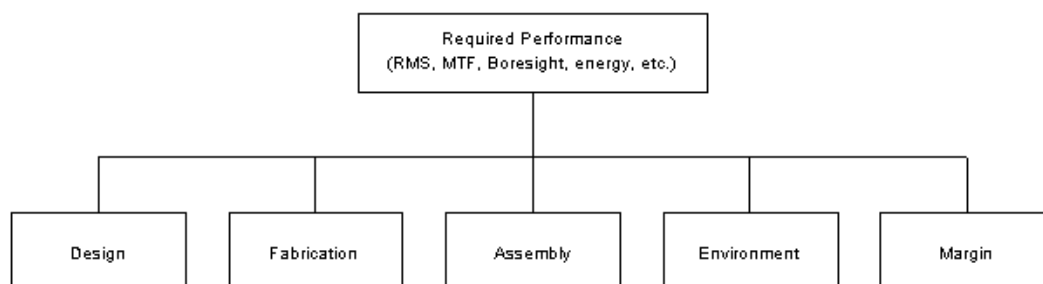 Required Performance
(RMS, MTF, Boresight, energy, etc.)
Design
Fabrication
Assembly
Environment
Margin